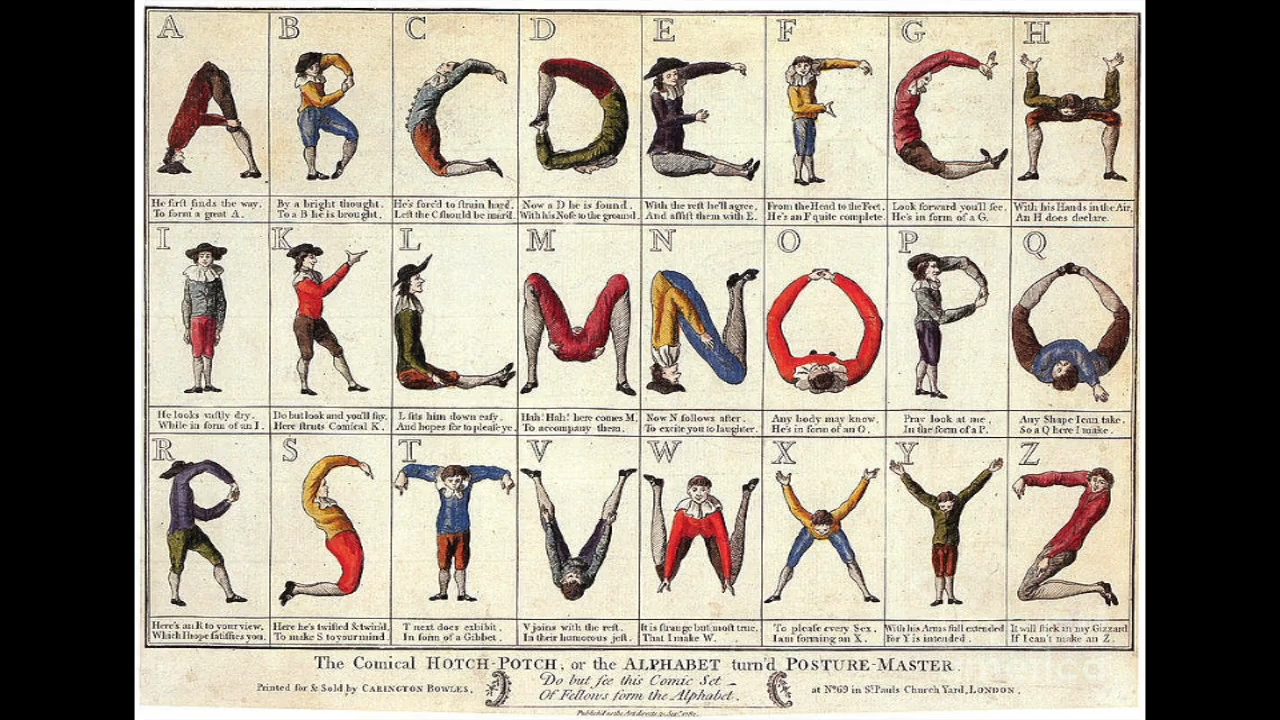 A B C D E F G H
He first finds the way,
To form a great A.
By a bright thought,
To a B he is brought.
He's forc'd to strain hard,
Left the C should be marr'd.
Now a D he is found,
With his Nose to the ground.
With the rest he'll agree,
And assist them with E.
From the Head to the Feet,
He's an F quite complete.
Look forward you'll see,
He's in form of a G.
With his Hands in the Air,
An H does declare.
I K L M N O P Q
He looks vastly dry,
While in form of an I.
Do but look and you'll say,
Here struts Comical K.
L sits him down easy,
And hopes for to please ye.
Hah! Hah! here comes M,
To accompany them.
Now N follows after,
To excite you to laughter.
Any body may know,
He's in form of an O.
Pray look at me,
In the form of a P.
Any Shape I can take,
So a Q here I make.
R S T V W X Y Z
Here's an R to your view,
Which I hope satisfies you.
Here he's twisted & twin'd,
To make S to your mind.
T next does exhibit,
In form of a Gibbet.
V joins with the rest,
In their humorous jest.
It is strange but most true,
That I make W.
To please every Sex,
I am forming an X.
With his Arms full extended
For Y is intended.
It will stick in my Gizzard
If I can't make an Z.
The Comical HOTCH-POTCH, or the ALPHABET turn'd POSTURE-MASTER.
Do but see this Comic Set
Of Fellows form the Alphabet.
Printed for & Sold by CARINGTON BOWLES,
at No. 69 in St. Pauls Church Yard, LONDON.